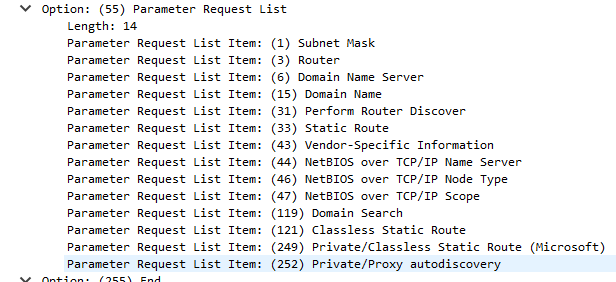 Option: (55) Parameter Request List
Length: 14
Parameter Request List Item: (1) Subnet Mask
Parameter Request List Item: (3) Router
Parameter Request List Item: (6) Domain Name Server
Parameter Request List Item: (15) Domain Name
Parameter Request List Item: (31) Perform Router Discover
Parameter Request List Item: (33) Static Route
Parameter Request List Item: (43) Vendor-Specific Information
Parameter Request List Item: (44) NetBIOS over TCP/IP Name Server
Parameter Request List Item: (46) NetBIOS over TCP/IP Node Type
Parameter Request List Item: (47) NetBIOS over TCP/IP Scope
Parameter Request List Item: (119) Domain Search
Parameter Request List Item: (121) Classless Static Route
Parameter Request List Item: (249) Private/Classless Static Route (Microsoft)
Parameter Request List Item: (252) Private/Proxy autodiscovery
Option: (255) End